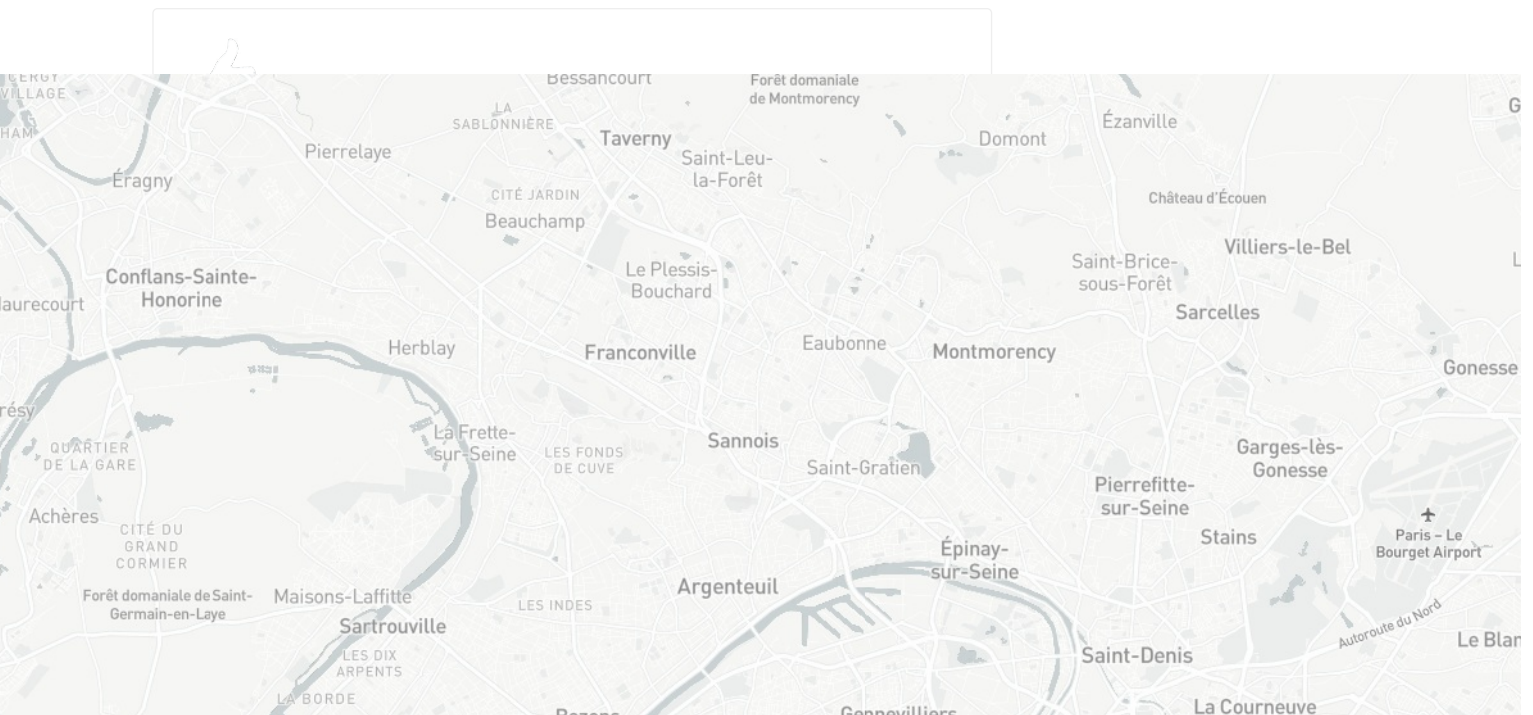 CERGY
VILLAGE
HAM
Bessancourt
Forêt domaniale
de Montmorency
LA
SABLONNIÈRE
Taverny
Domont
Ézanville
Pierrelaye
Saint-Leu-
la-Forêt
Éragny
CITÉ JARDIN
Beauchamp
Château d'Écouen
Villiers-le-Bel
Conflans-Sainte-
Honorine
Le Plessis-
Bouchard
Saint-Brice-
sous-Forêt
Sarcelles
Herblay
Franconville
Eaubonne
Montmorency
Gonesse
QUARTIER
DE LA GARE
La Frette-
sur-Seine
LES FONDS
DE CUVE
Sannois
Saint-Gratien
Garges-lès-
Gonesse
Pierrefitte-
sur-Seine
Achères
CITÉ DU
GRAND
CORMIER
Stains
Paris – Le
Bourget Airport
Épinay-
sur-Seine
Argenteuil
Forêt domaniale de Saint-
Germain-en-Laye
Maisons-Laffitte
LES INDES
Sartrouville
Autoroute du Nord
Saint-Denis
LES DIX
ARPENTS
LA BORDE
La Courneuve
Gennevilliers